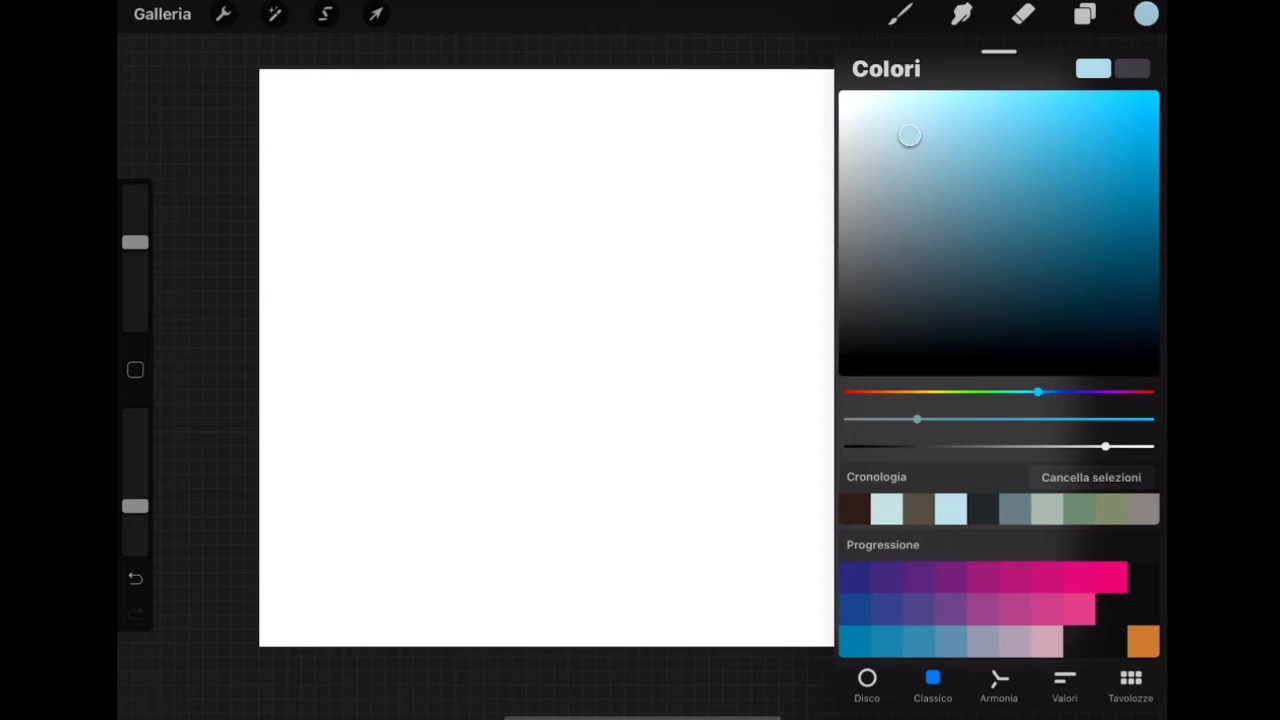 Galleria
Colori
Cronologia
Cancella selezioni
Progressione
Disco
Classico
Armonia
Valori
Tavolozze